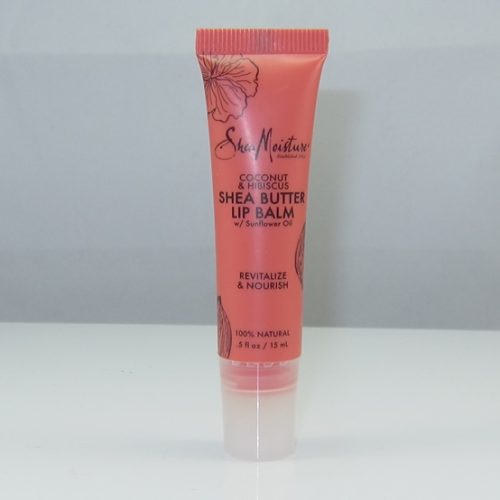 SheaMoisture
COCONUT
& HIBISCUS
SHEA BUTTER
LIP BALM
w/ Sunflower Oil
REVITALIZE
& NOURISH
100% NATURAL
.5 fl oz / 15 mL